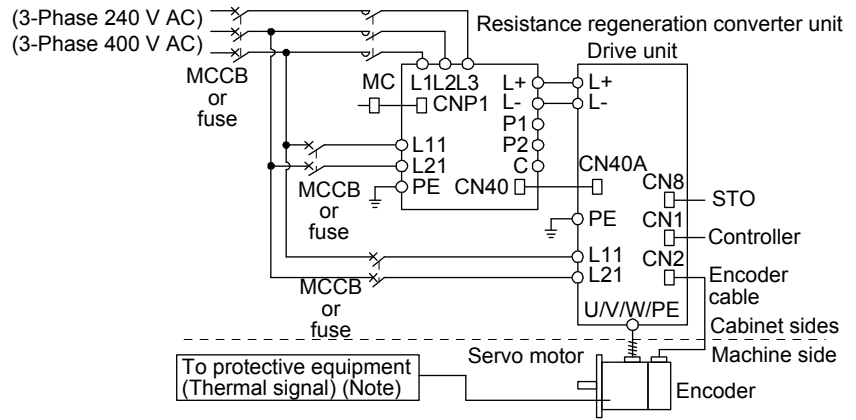 (3-Phase 240 V AC)
Resistance regeneration converter unit
(3-Phase 400 V AC)
Drive unit
MCCB
or
fuse
MC
L1L2L3
L+
L+
CNP1
L-
L-
P1
L11
P2
L21
C
CN40A
PE
CN40
CN8
STO
MCCB
or
fuse
PE
CN1
Controller
L11
CN2
L21
Encoder
cable
MCCB
or
fuse
U/V/W/PE
Cabinet sides
Machine side
Servo motor
To protective equipment
(Thermal signal) (Note)
Encoder